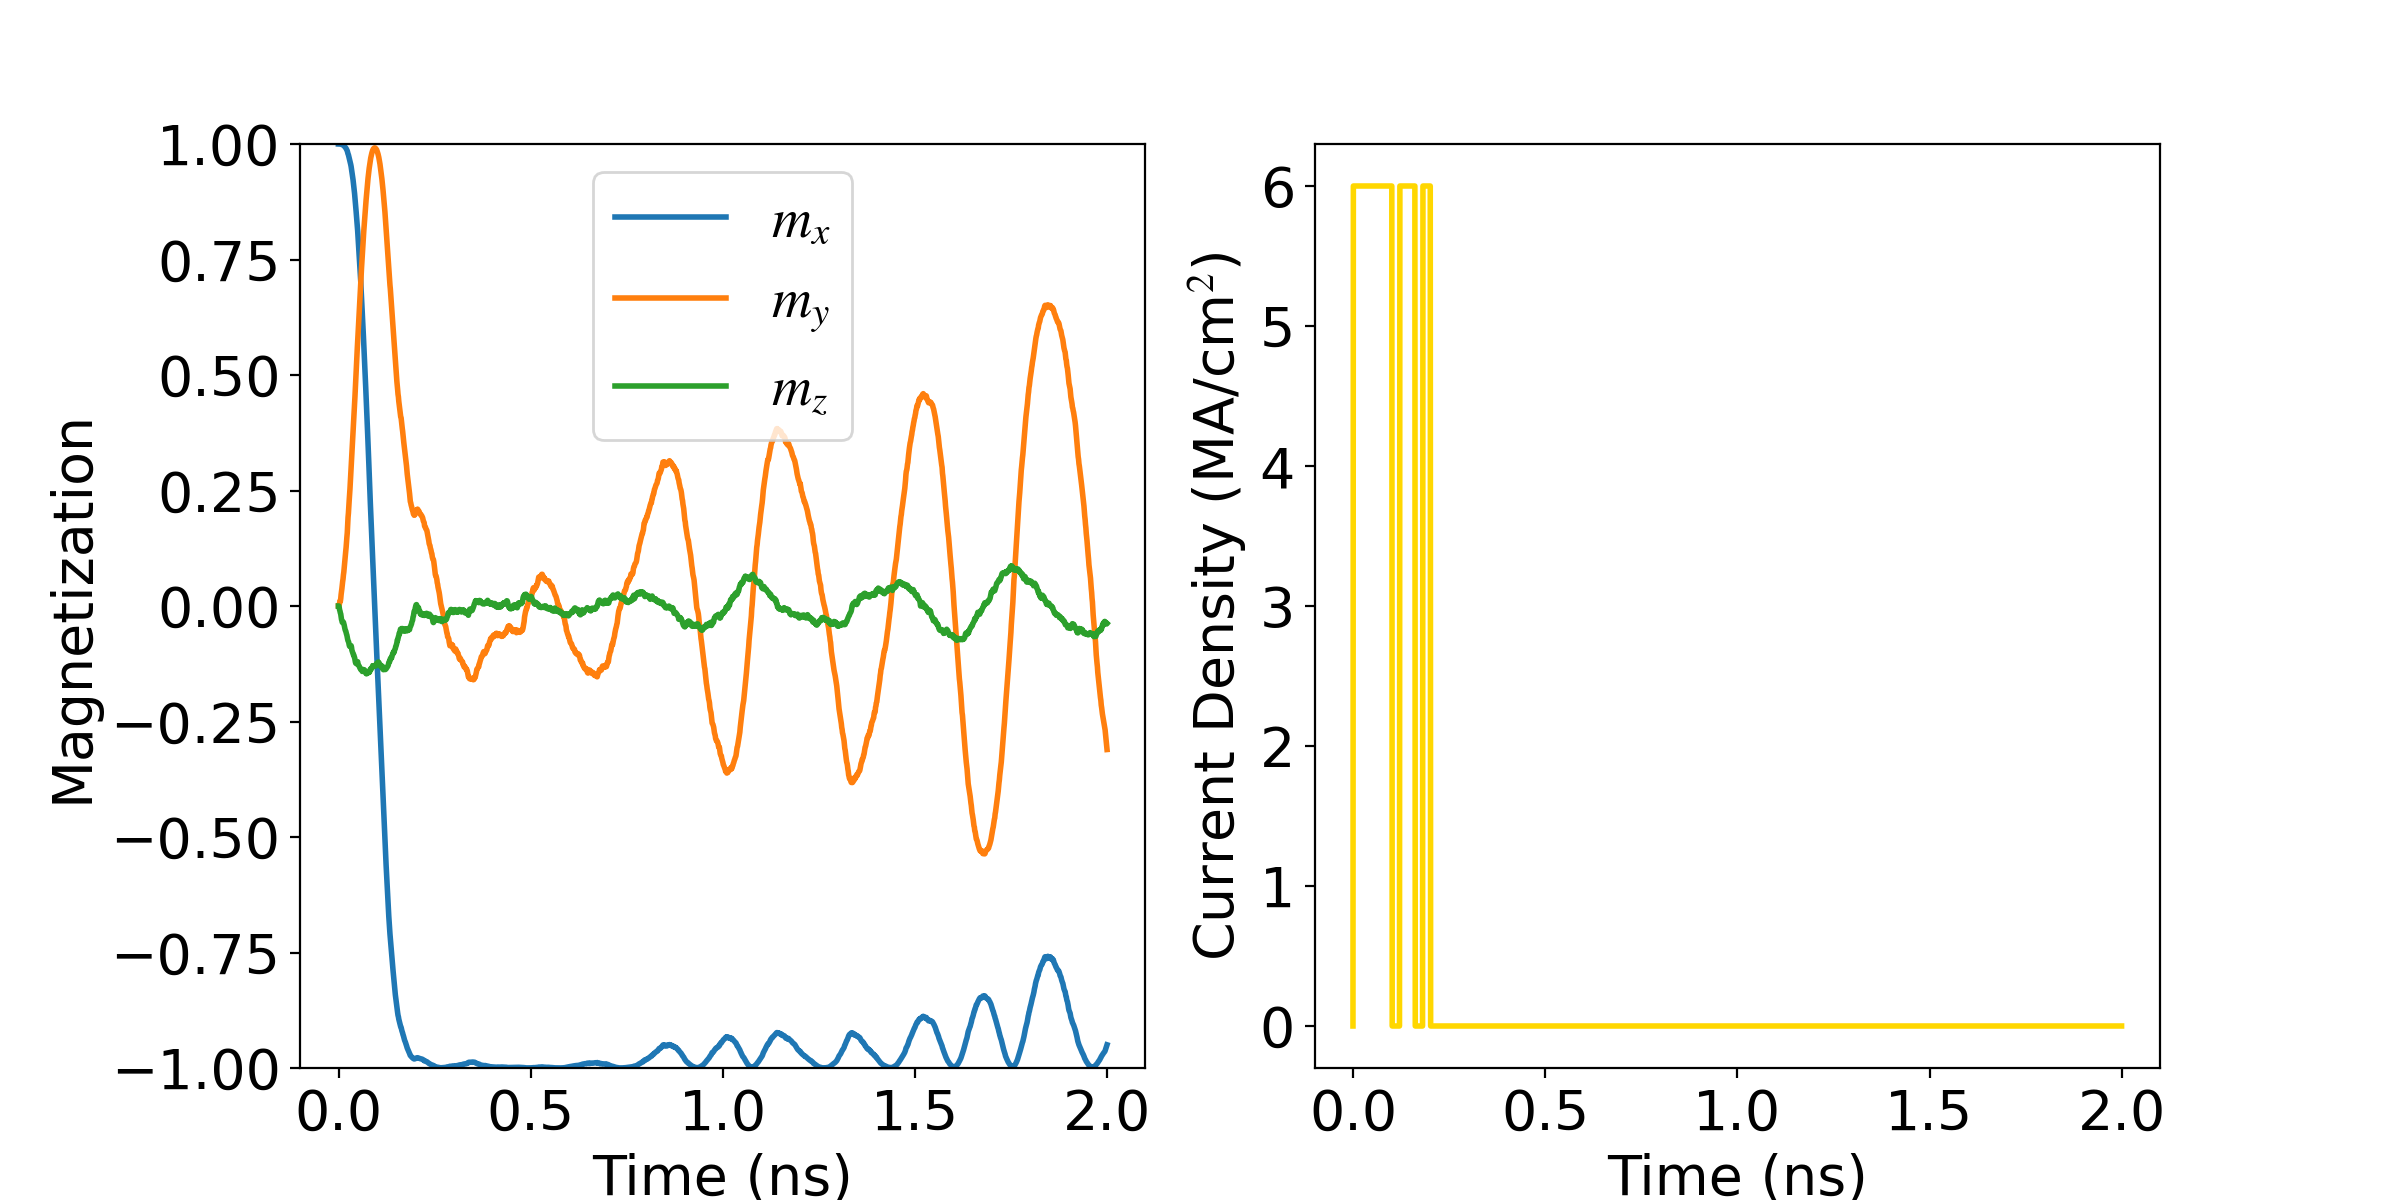 1.00
0.75
0.50
0.25
0.00
−0.25
−0.50
−0.75
−1.00
Magnetization
0.0 0.5 1.0 1.5 2.0
Time (ns)
m_x
m_y
m_z
6
5
4
3
2
1
0
Current Density (MA/cm²)
0.0 0.5 1.0 1.5 2.0
Time (ns)